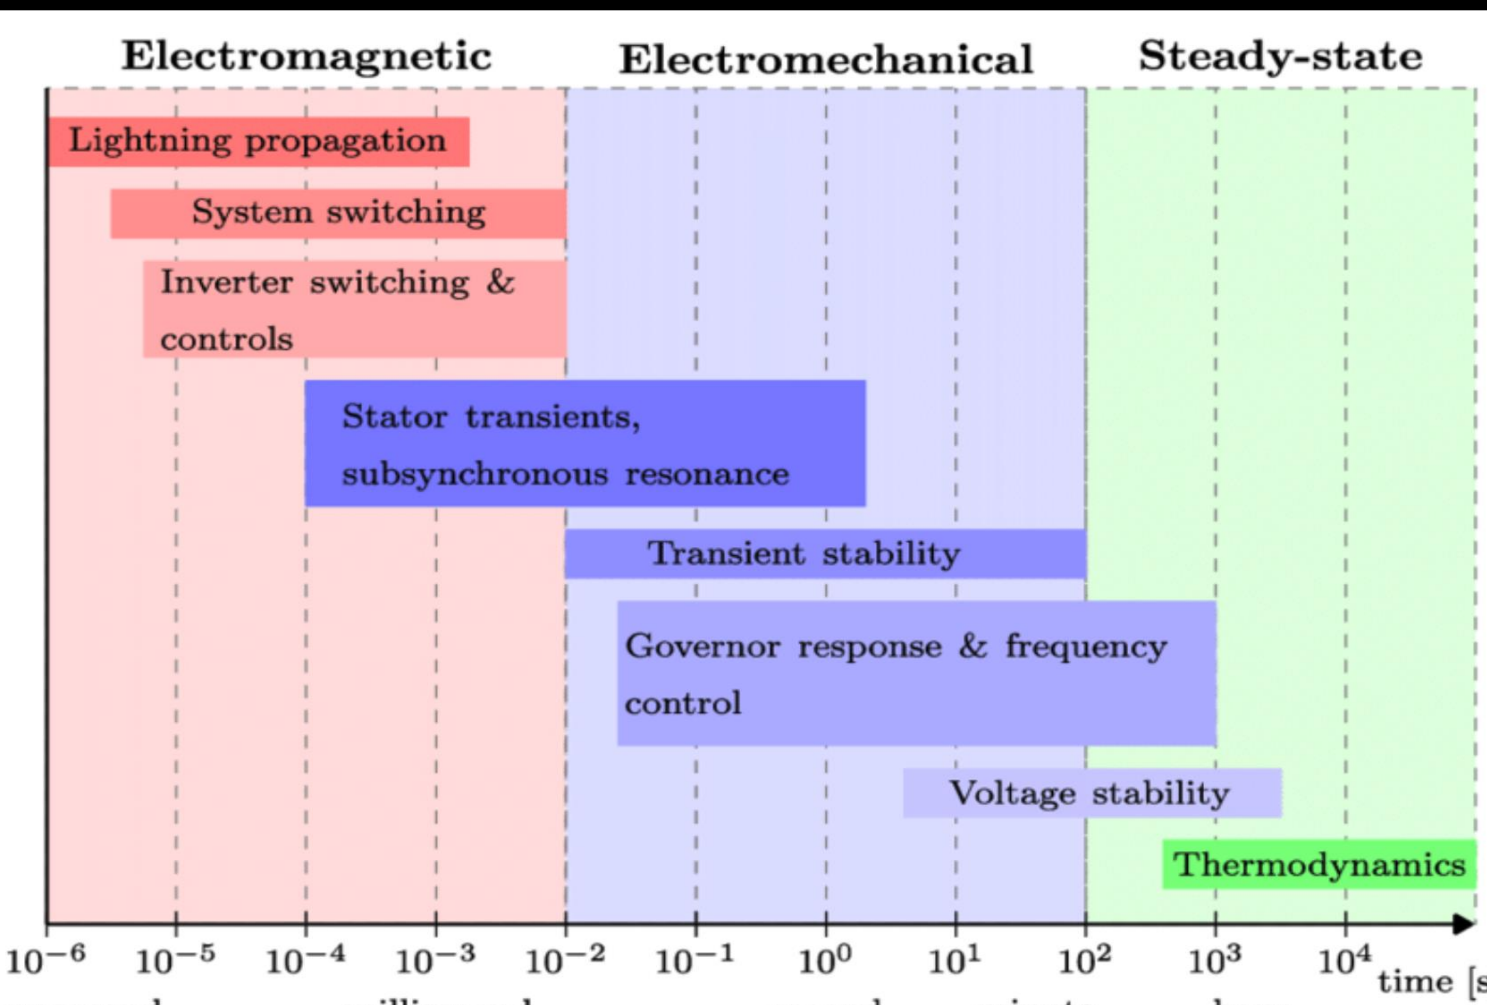 Electromagnetic Electromechanical Steady-state
Lightning propagation
System switching
Inverter switching &
controls
Stator transients,
subsynchronous resonance
Transient stability
Governor response & frequency
control
Voltage stability
Thermodynamics
10⁻⁶ 10⁻⁵ 10⁻⁴ 10⁻³ 10⁻² 10⁻¹ 10⁰ 10¹ 10² 10³ 10⁴
time [s